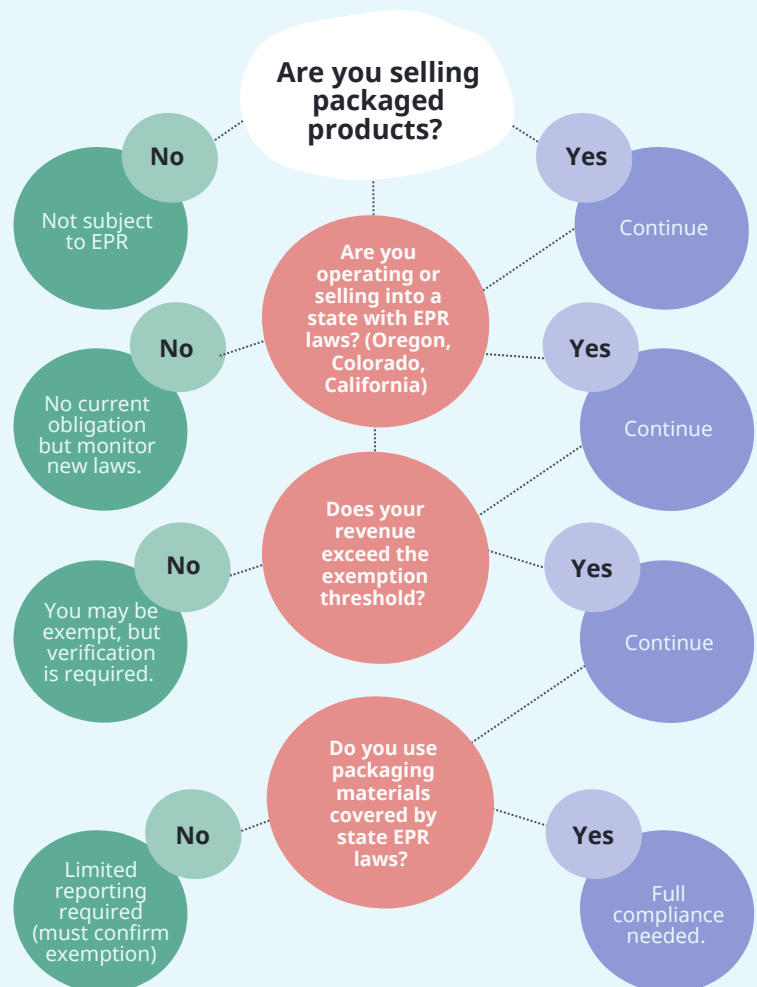 Are you selling
packaged
products?
No
Yes
Not subject
to EPR
Continue
Are you
operating or
selling into a
state with EPR
laws? (Oregon,
Colorado,
California)
No
Yes
No current
obligation
but monitor
new laws.
Continue
Does your
revenue
exceed the
exemption
threshold?
No
Yes
You may be
exempt, but
verification
is required.
Continue
Do you use
packaging
materials
covered by
state EPR
laws?
No
Yes
Limited
reporting
required
(must confirm
exemption)
Full
compliance
needed.